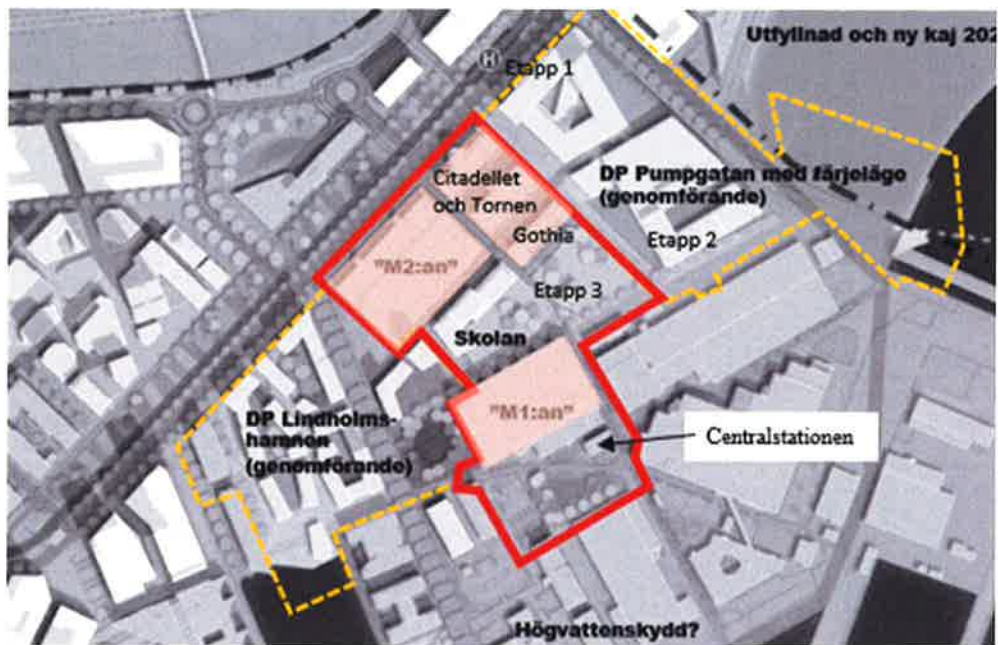 Utfyllnad och ny kaj 202
H
Etapp 1
Citadellet
och Tornen
DP Pumpgatan med färjeläge
(genomförande)
Gothia
Etapp 2
"M2:an"
Etapp 3
Skolan
"M1:an"
DP Lindholms-
hamnen
(genomförande)
Centralstationen
Högvattenskydd?